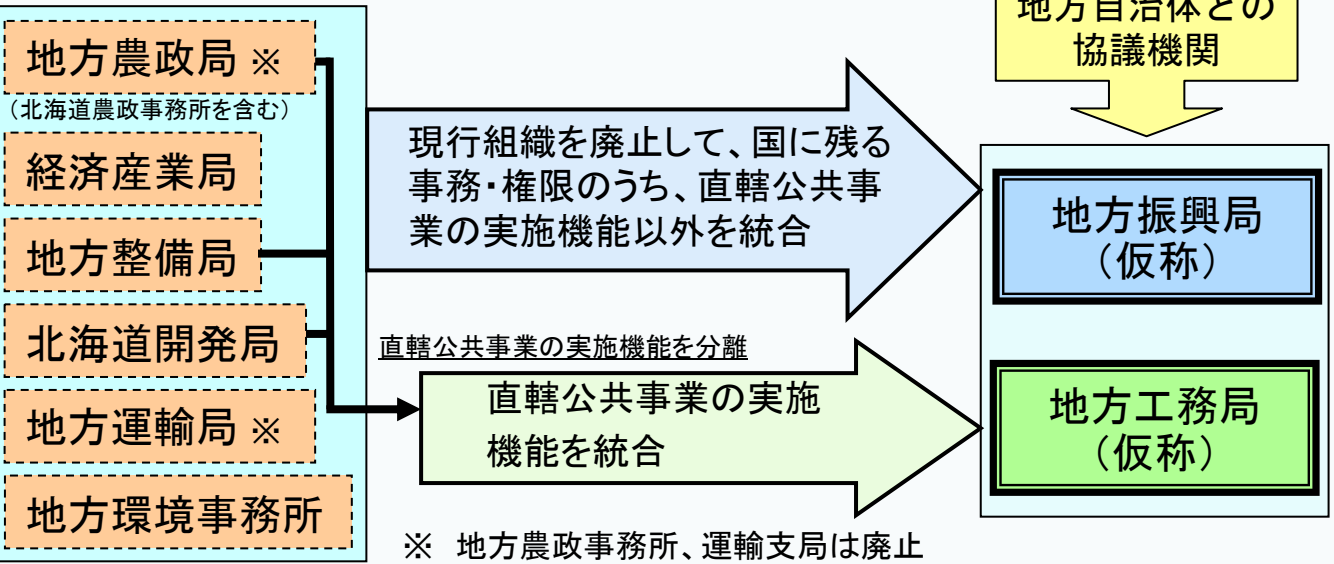 地方自治体との
協議機関
地方農政局 ※
（北海道農政事務所を含む）
経済産業局
地方整備局
北海道開発局
地方運輸局 ※
地方環境事務所
現行組織を廃止して、国に残る
事務・権限のうち、直轄公共事
業の実施機能以外を統合
直轄公共事業の実施機能を分離
直轄公共事業の実施
機能を統合
地方振興局
（仮称）
地方工務局
（仮称）
※ 地方農政事務所、運輸支局は廃止